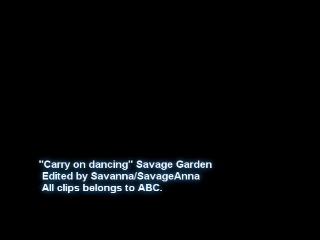 "Carry on dancing" Savage Garden
Edited by Savanna/SavageAnna
All clips belongs to ABC.